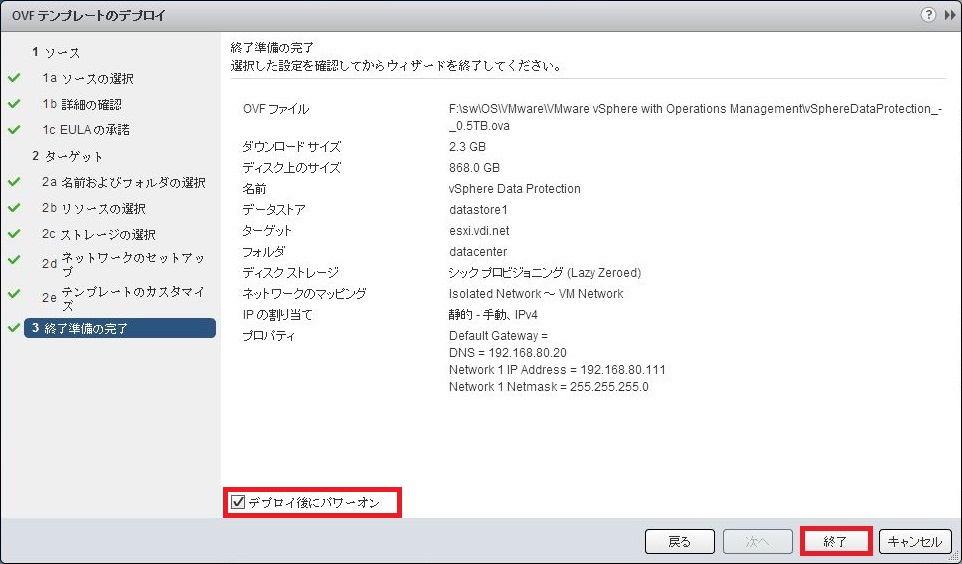 OVF テンプレートのデプロイ
?
1 ソース
1a ソースの選択
1b 詳細の確認
1c EULA の承諾
2 ターゲット
2a 名前およびフォルダの選択
2b リソースの選択
2c ストレージの選択
2d ネットワークのセットアッ
プ
2e テンプレートのカスタマイ
ズ
3 終了準備の完了
終了準備の完了
選択した設定を確認してからウィザードを終了してください。
OVF ファイル F:\sw\OS\VMware\VMware vSphere with Operations Management\vSphereDataProtection_-
_0.5TB.ova
ダウンロード サイズ 2.3 GB
ディスク上のサイズ 868.0 GB
名前 vSphere Data Protection
データストア datastore1
ターゲット esxi.vdi.net
フォルダ datacenter
ディスク ストレージ シック プロビジョニング (Lazy Zeroed)
ネットワークのマッピング Isolated Network ～ VM Network
IP の割り当て 静的 - 手動、IPv4
プロパティ Default Gateway =
DNS = 192.168.80.20
Network 1 IP Address = 192.168.80.111
Network 1 Netmask = 255.255.255.0
デプロイ後にパワーオン
戻る 次へ 終了 キャンセル